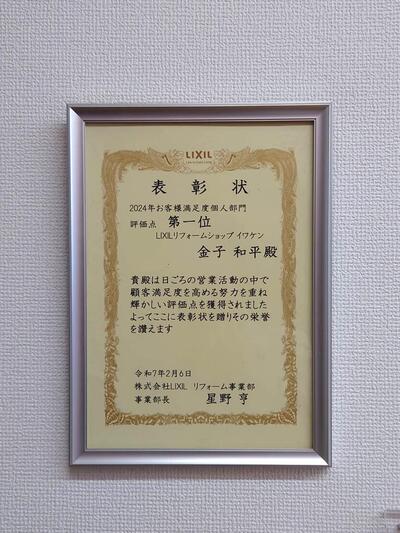 LIXIL
表彰状
2024年お客様満足度個人部門
評価点 第一位
LIXILリフォームショップ イワケン
金子 和平殿
貴殿は日ごろの営業活動の中で
顧客満足度を高める努力を重ね
輝かしい評価点を獲得されました
よってここに表彰状を贈りその栄誉
を讃えます
令和7年2月6日
株式会社LIXIL リフォーム事業部
事業部長 星野 亨